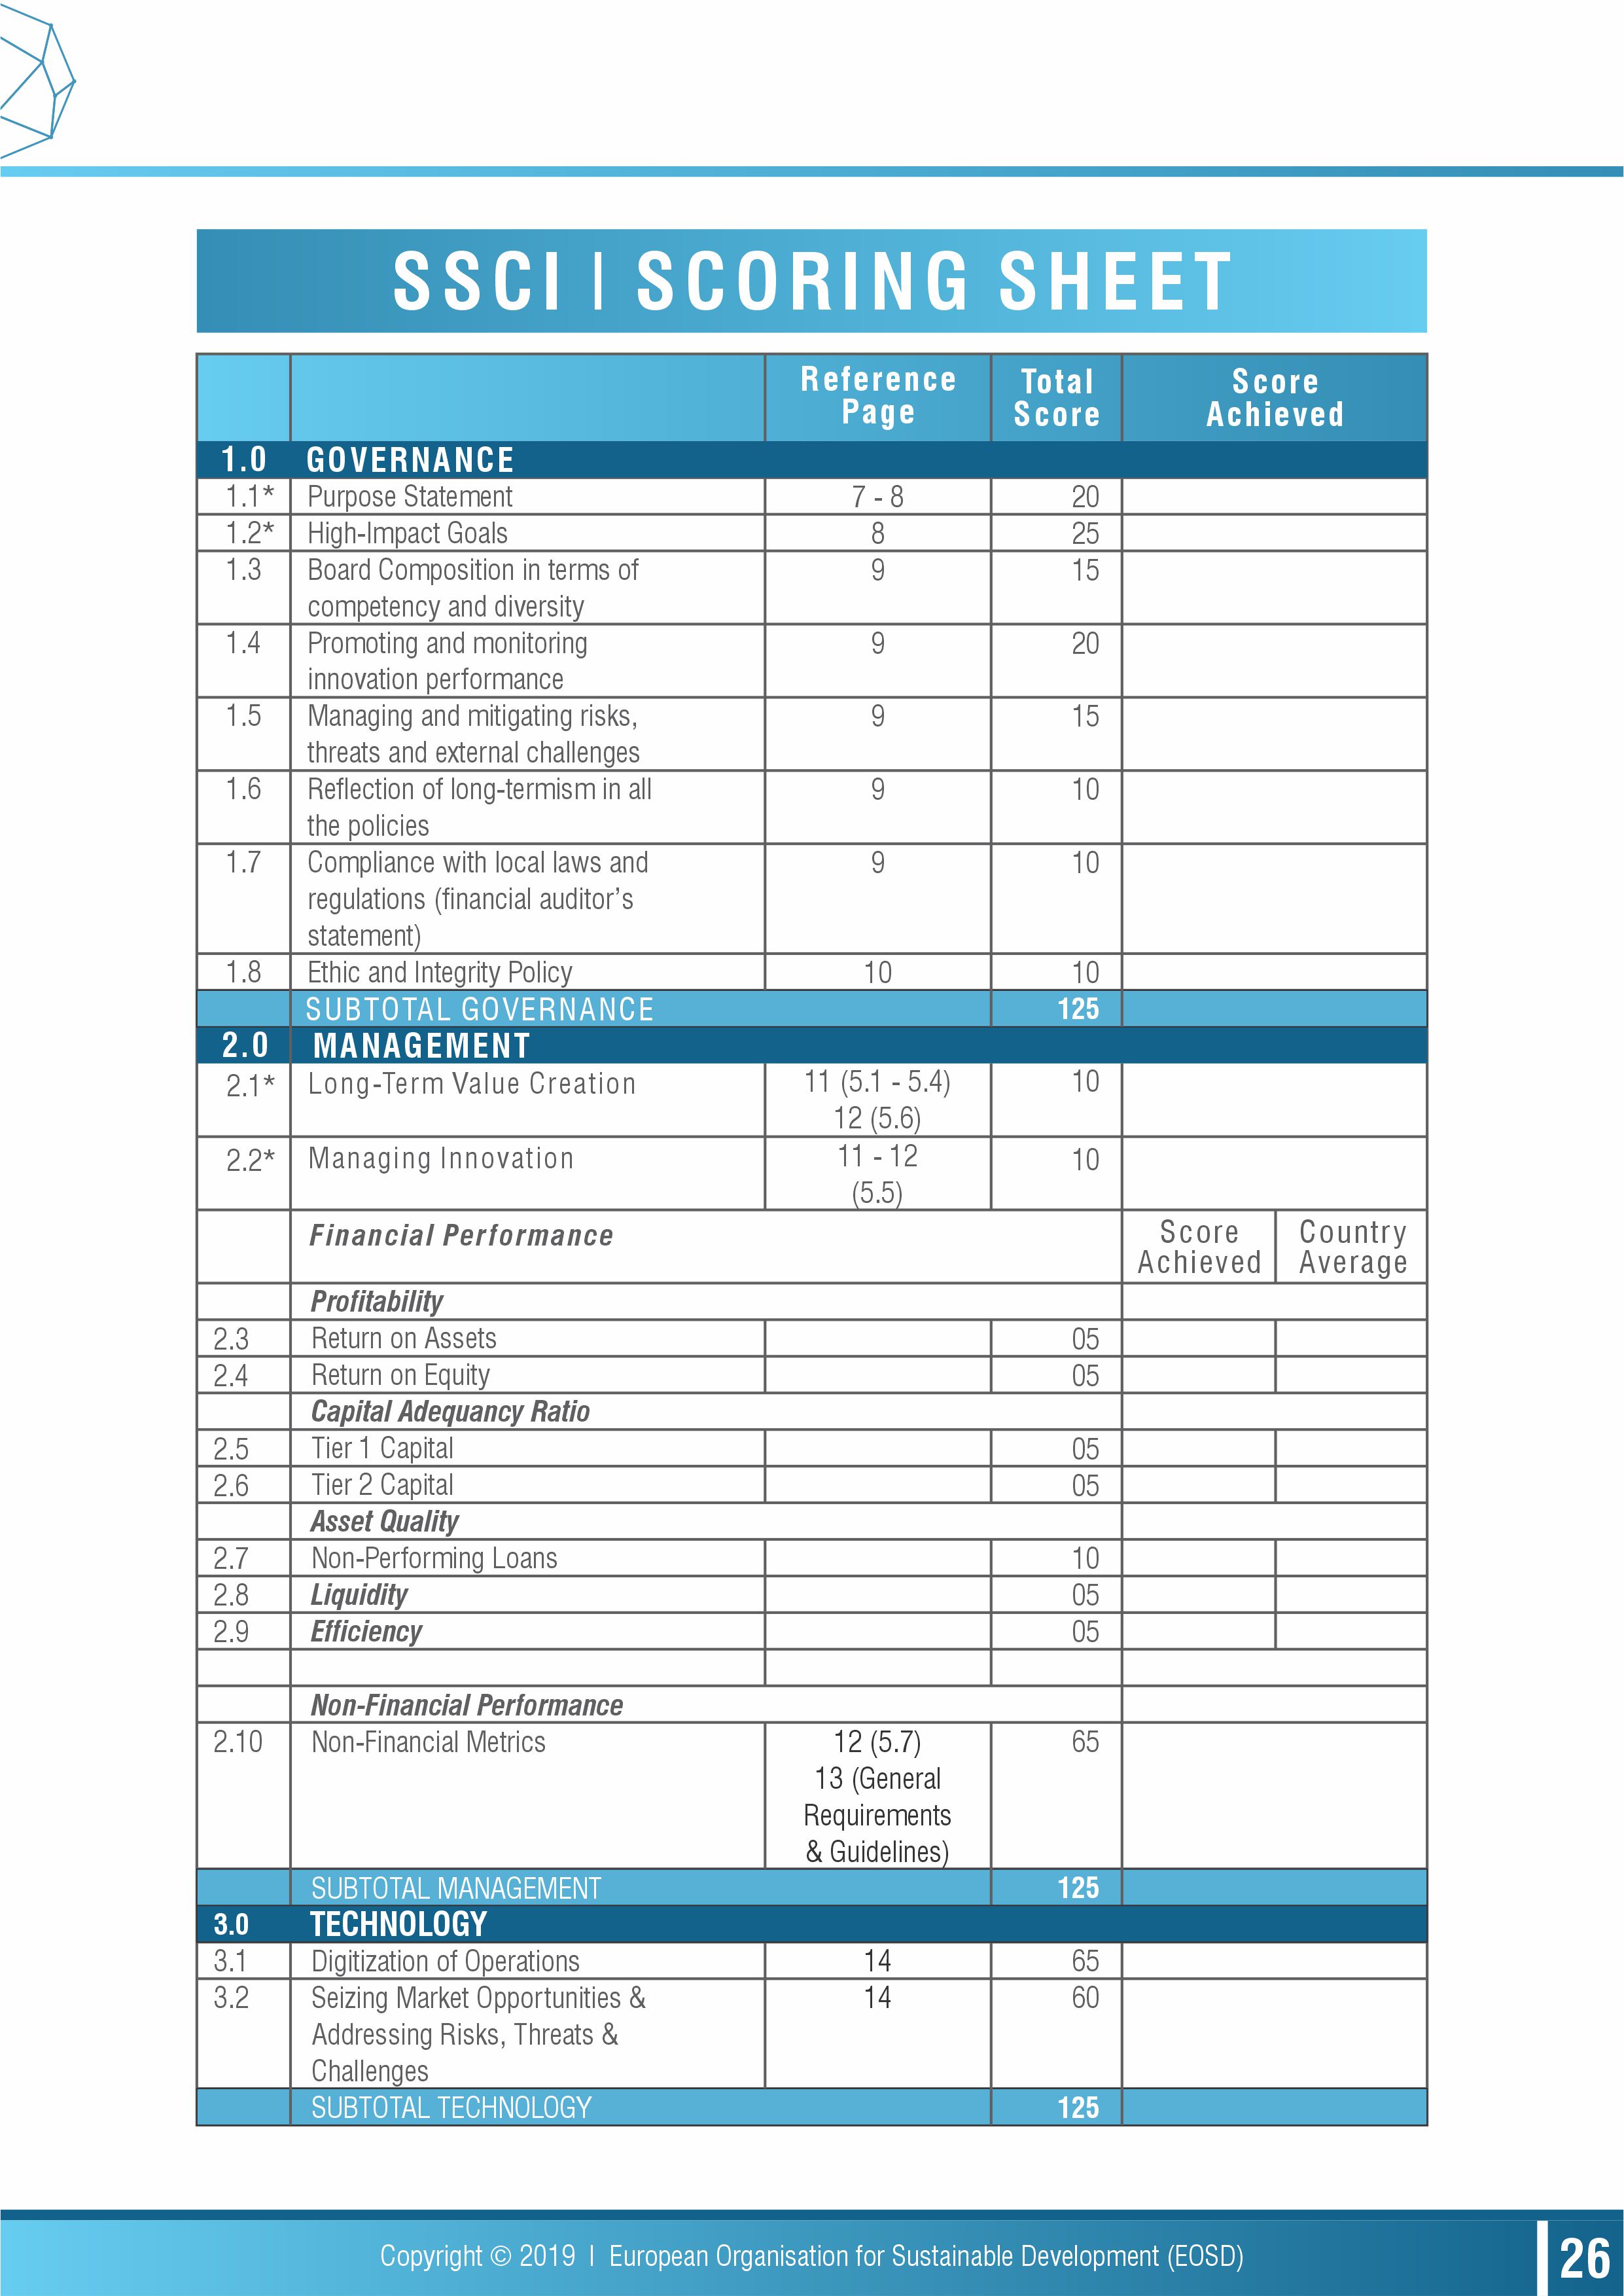 SSCI | SCORING SHEET
Reference Page Total Score Score Achieved
1.0 GOVERNANCE
1.1* Purpose Statement 7 - 8 20
1.2* High-Impact Goals 8 25
1.3 Board Composition in terms of 9 15
competency and diversity
1.4 Promoting and monitoring 9 20
innovation performance
1.5 Managing and mitigating risks, 9 15
threats and external challenges
1.6 Reflection of long-termism in all 9 10
the policies
1.7 Compliance with local laws and 9 10
regulations (financial auditor’s
statement)
1.8 Ethic and Integrity Policy 10 10
SUBTOTAL GOVERNANCE 125
2.0 MANAGEMENT
2.1* Long-Term Value Creation 11 (5.1 - 5.4) 10
12 (5.6)
2.2* Managing Innovation 11 - 12 10
(5.5)
Financial Performance Score Achieved Country Average
Profitability
2.3 Return on Assets 05
2.4 Return on Equity 05
Capital Adequancy Ratio
2.5 Tier 1 Capital 05
2.6 Tier 2 Capital 05
Asset Quality
2.7 Non-Performing Loans 10
2.8 Liquidity 05
2.9 Efficiency 05
Non-Financial Performance
2.10 Non-Financial Metrics 12 (5.7) 65
13 (General
Requirements
& Guidelines)
SUBTOTAL MANAGEMENT 125
3.0 TECHNOLOGY
3.1 Digitization of Operations 14 65
3.2 Seizing Market Opportunities & 14 60
Addressing Risks, Threats &
Challenges
SUBTOTAL TECHNOLOGY 125
Copyright © 2019 | European Organisation for Sustainable Development (EOSD)
26